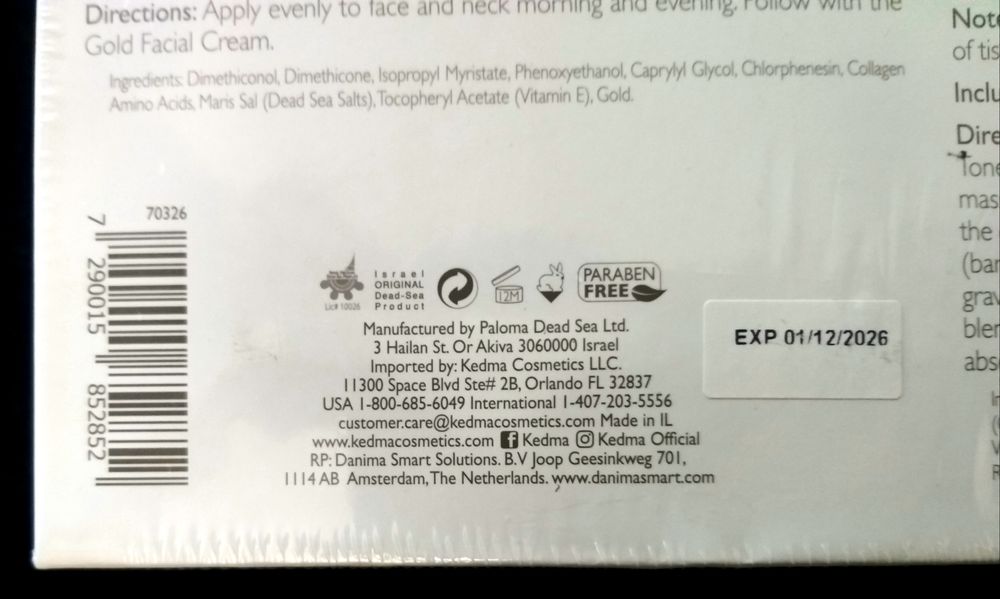 Directions: Apply evenly to face and neck morning and evening. Follow with the
Gold Facial Cream.
Ingredients: Dimethiconol, Dimethicone, Isopropyl Myristate, Phenoxyethanol, Caprylyl Glycol, Chlorphenesin, Collagen
Amino Acids, Maris Sal (Dead Sea Salts), Tocopheryl Acetate (Vitamin E), Gold.
70326
7 290015 852852
Israel
ORIGINAL
Dead-Sea
Product
Lic# 10026
12M
PARABEN
FREE
Manufactured by Paloma Dead Sea Ltd.
3 Hailan St. Or Akiva 3060000 Israel
Imported by: Kedma Cosmetics LLC.
11300 Space Blvd Ste# 2B, Orlando FL 32837
USA 1-800-685-6049 International 1-407-203-5556
customer.care@kedmacosmetics.com Made in IL
www.kedmacosmetics.com Kedma Kedma Official
RP: Danima Smart Solutions. B.V Joop Geesinkweg 701,
1114 AB Amsterdam, The Netherlands. www.danimasmart.com
EXP 01/12/2026
of tis
Inclu
Dire
Tone
mas
the
(bar
grav
blen
abs